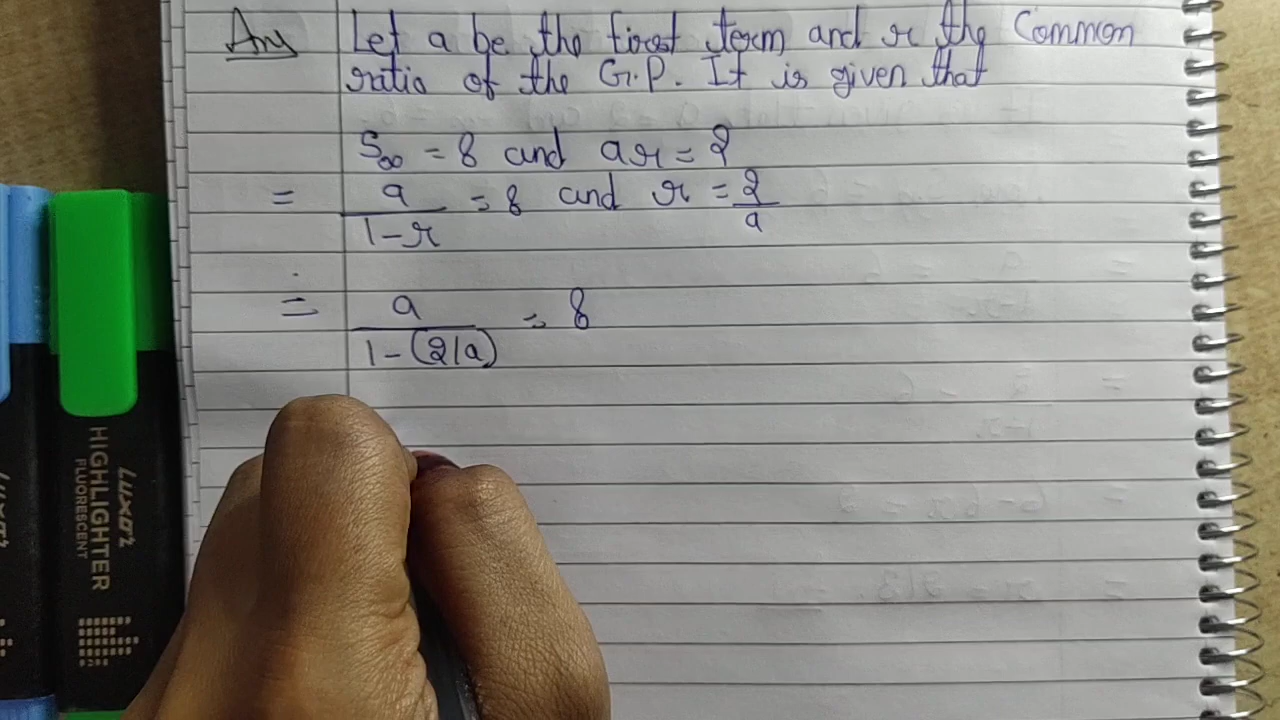 Ans Let a be the first term and r the Common
ratio of the G.P. It is given that
S∞ = 8 and ar = 2
= a/1-r = 8 and r = 2/a
= a/1-(2/a) = 8
LUXOR
HIGHLIGHTER
FLUORESCENT